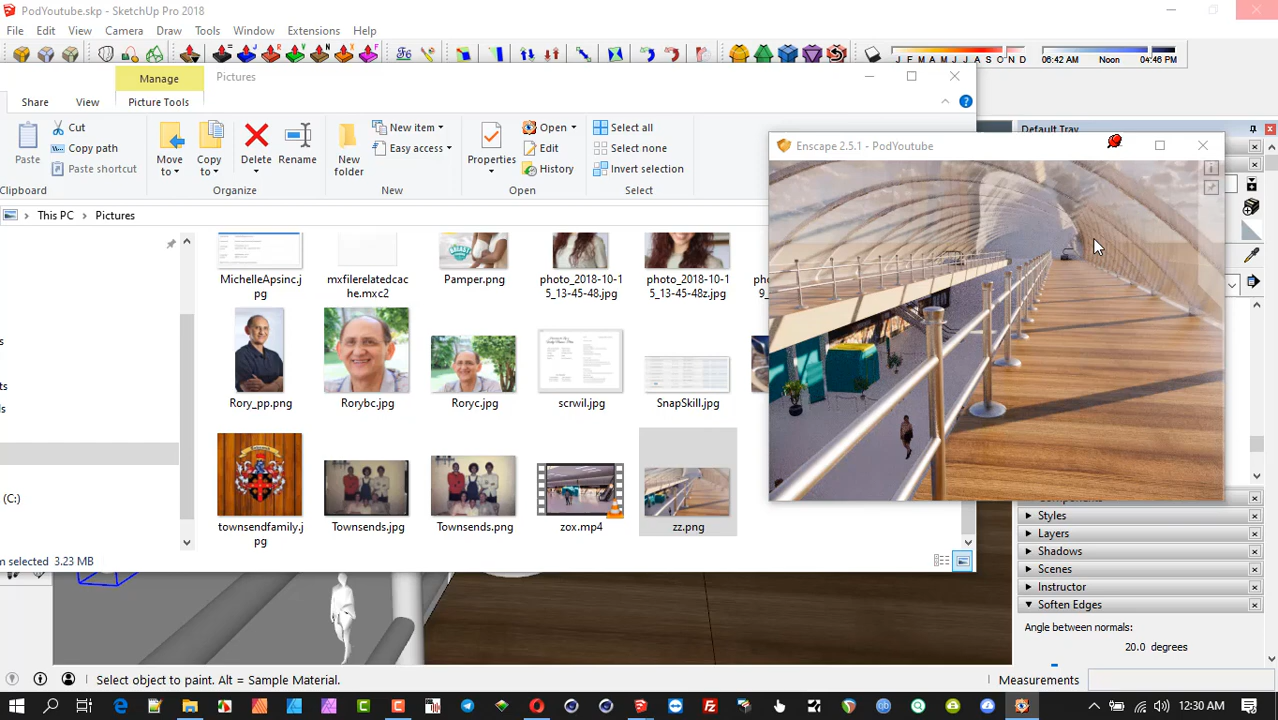 PodYoutube.skp - SketchUp Pro 2018
File Edit View Camera Draw Tools Window Extensions Help
J F M A M J J A S O N D 06:42 AM Noon 04:46 PM
Manage Pictures
Share View Picture Tools
Paste
Cut
Copy path
Paste shortcut
Move to
Copy to
Delete
Rename
New folder
New item
Easy access
Properties
Open
Edit
History
Select all
Select none
Invert selection
Clipboard Organize New Open Select
This PC Pictures
MichelleApsinc.jpg
mxfilerelatedcache.mxc2
Pamper.png
photo_2018-10-15_13-45-48.jpg
photo_2018-10-15_13-45-48z.jpg
Rory_pp.png Rorybc.jpg Roryc.jpg scrwil.jpg SnapSkill.jpg
townsendfamily.jpg
Townsends.jpg Townsends.png zox.mp4 zz.png
(C:)
m selected 3.23 MB
Default Tray
Enscape 2.5.1 - PodYoutube
Styles
Layers
Shadows
Scenes
Instructor
Soften Edges
Angle between normals:
20.0 degrees
Select object to paint. Alt = Sample Material.
Measurements
12:30 AM